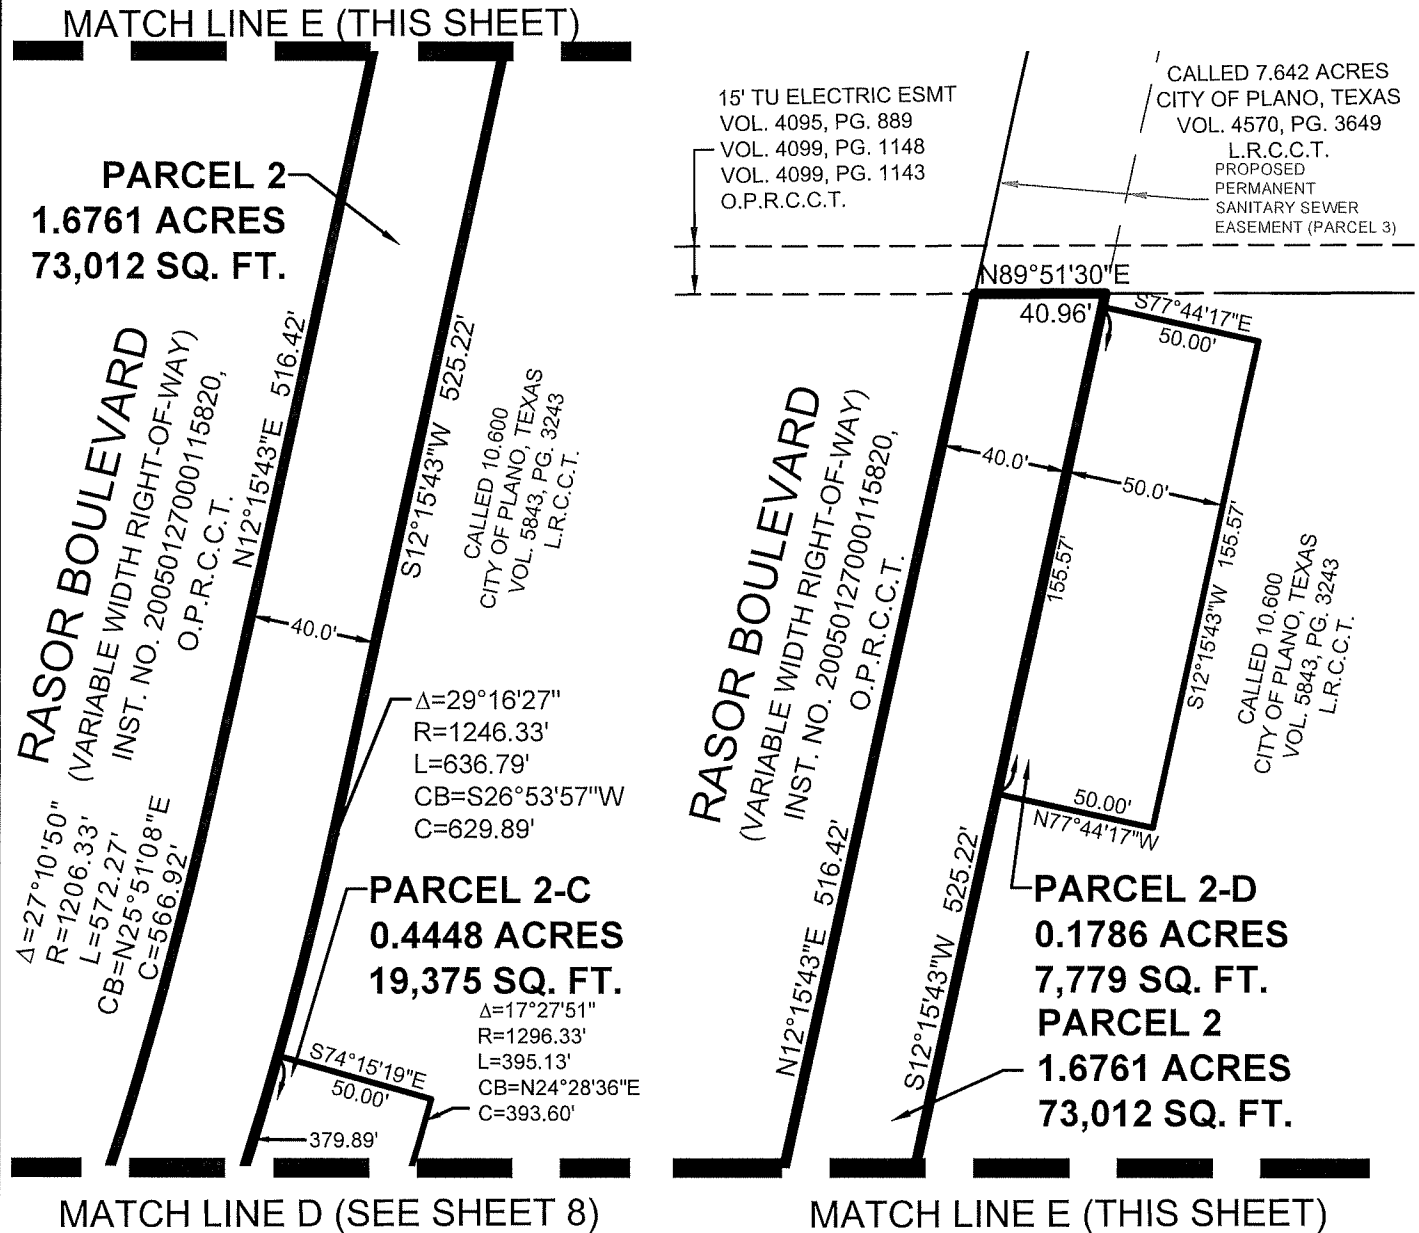 MATCH LINE E (THIS SHEET)
PARCEL 2
1.6761 ACRES
73,012 SQ. FT.
RASOR BOULEVARD
(VARIABLE WIDTH RIGHT-OF-WAY)
INST. NO. 20050127000115820,
O.P.R.C.C.T.
N12°15'43"E 516.42'
S12°15'43"W 525.22'
CALLED 10.600
CITY OF PLANO, TEXAS
VOL. 5843, PG. 3243
L.R.C.C.T.
40.0'
Δ=29°16'27"
R=1246.33'
L=636.79'
CB=S26°53'57"W
C=629.89'
Δ=27°10'50"
R=1206.33'
L=572.27'
CB=N25°51'08"E
C=566.92'
PARCEL 2-C
0.4448 ACRES
19,375 SQ. FT.
Δ=17°27'51"
R=1296.33'
L=395.13'
CB=N24°28'36"E
C=393.60'
S74°15'19"E
50.00'
379.89'
MATCH LINE D (SEE SHEET 8)
15' TU ELECTRIC ESMT
VOL. 4095, PG. 889
VOL. 4099, PG. 1148
VOL. 4099, PG. 1143
O.P.R.C.C.T.
CALLED 7.642 ACRES
CITY OF PLANO, TEXAS
VOL. 4570, PG. 3649
L.R.C.C.T.
PROPOSED
PERMANENT
SANITARY SEWER
EASEMENT (PARCEL 3)
N89°51'30"E
40.96'
S77°44'17"E
50.00'
RASOR BOULEVARD
(VARIABLE WIDTH RIGHT-OF-WAY)
INST. NO. 20050127000115820,
O.P.R.C.C.T.
40.0'
50.0'
155.57'
S12°15'43"W 155.57'
CALLED 10.600
CITY OF PLANO, TEXAS
VOL. 5843, PG. 3243
L.R.C.C.T.
50.00'
N77°44'17"W
N12°15'43"E 516.42'
S12°15'43"W 525.22'
PARCEL 2-D
0.1786 ACRES
7,779 SQ. FT.
PARCEL 2
1.6761 ACRES
73,012 SQ. FT.
MATCH LINE E (THIS SHEET)